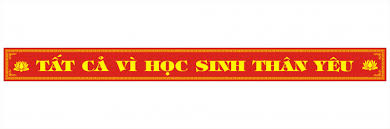 TẤT CẢ VÌ HỌC SINH THÂN YÊU